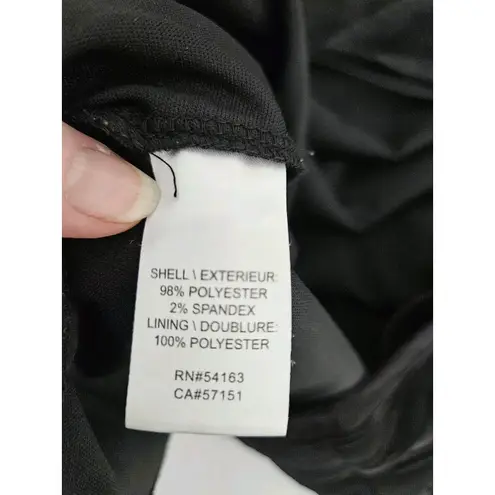 SHELL \ EXTERIEUR:
98% POLYESTER
2% SPANDEX
LINING \ DOUBLURE:
100% POLYESTER
RN#54163
CA#57151